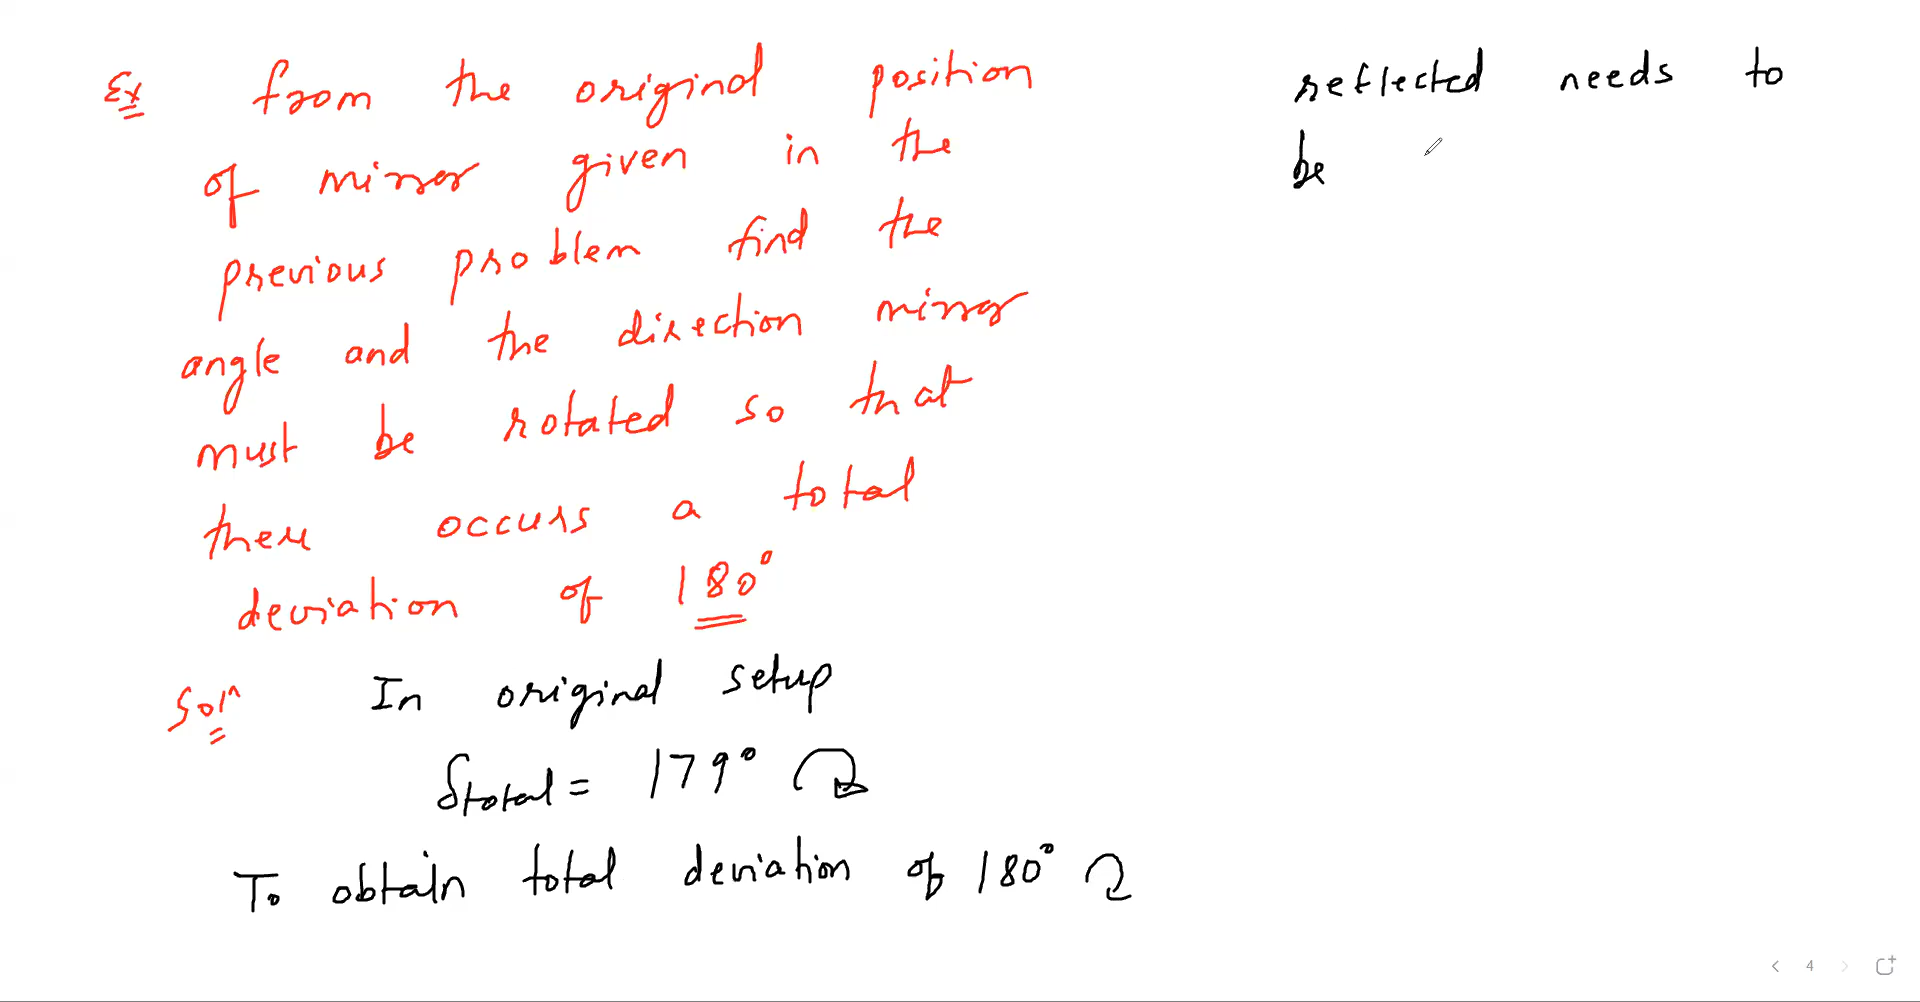 Ex from the original position
of mirror given in the
previous problem find the
angle and the direction mirror
must be rotated so that
there occurs a total
deviation of 180°
Solⁿ In original setup
δtotal = 179°
To obtain total deviation of 180°
reflected needs to
be
4